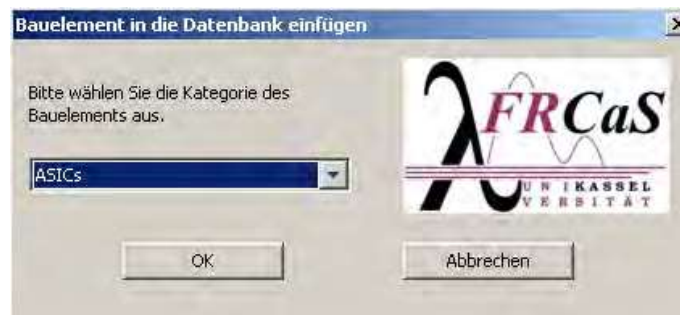 Bauelement in die Datenbank einfügen
Bitte wählen Sie die Kategorie des
Bauelements aus.
ASICs
λFRCaS
UNIKASSEL
VERSITÄT
OK
Abbrechen